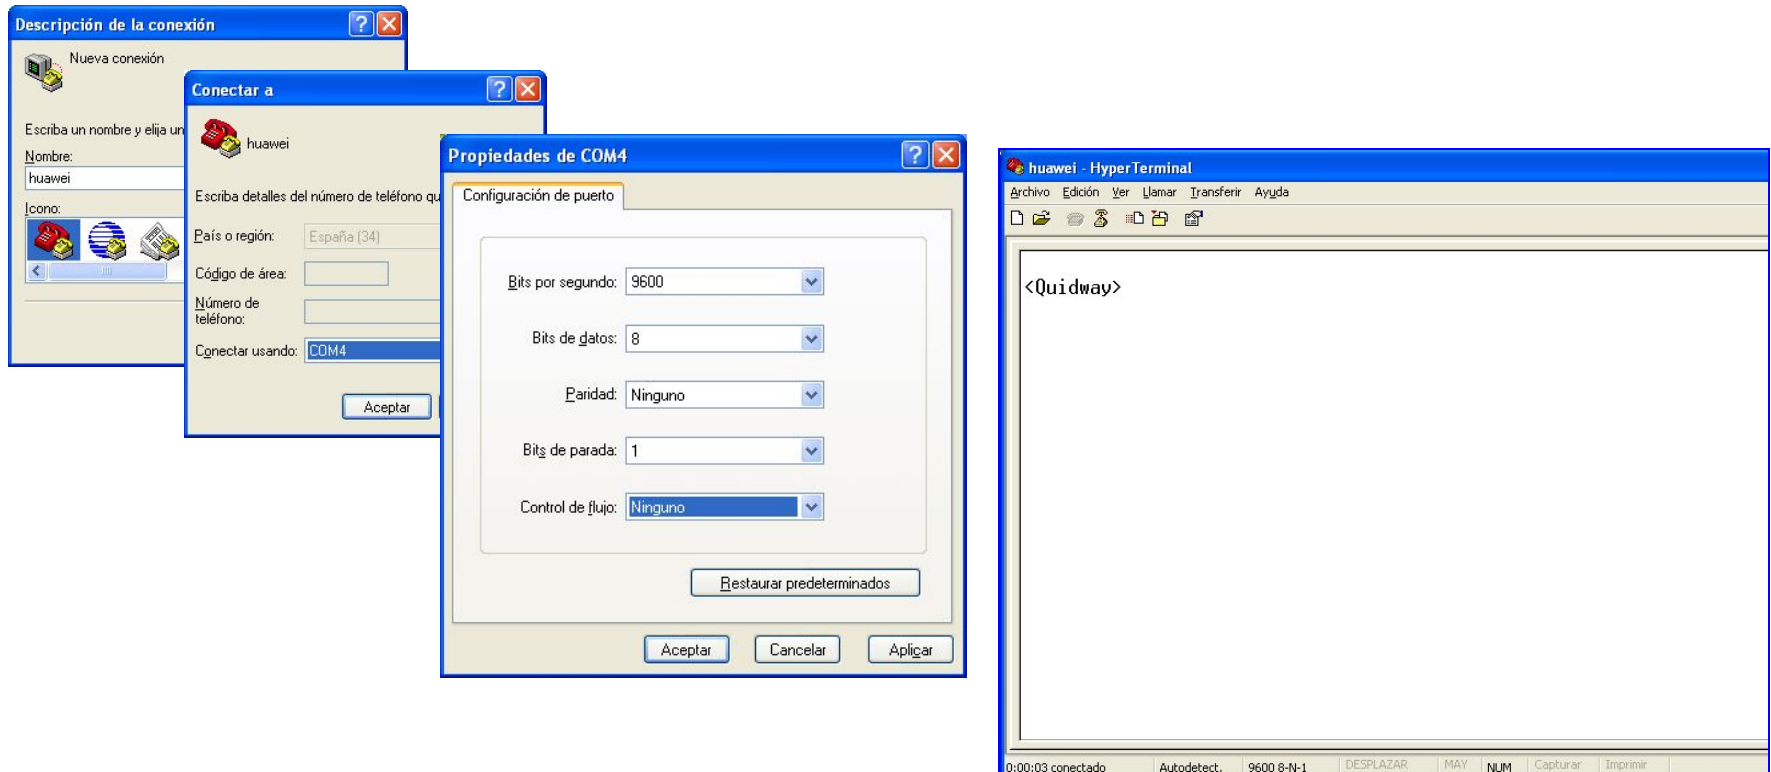 Descripción de la conexión
Nueva conexión
Escriba un nombre y elija un
Nombre:
huawei
Icono:
Conectar a
huawei
Escriba detalles del número de teléfono qu
País o región:
España (34)
Código de área:
Número de
teléfono:
Conectar usando:
COM4
Aceptar
Propiedades de COM4
Configuración de puerto
Bits por segundo: 9600
Bits de datos: 8
Paridad: Ninguno
Bits de parada: 1
Control de flujo: Ninguno
Restaurar predeterminados
Aceptar Cancelar Aplicar
huawei - HyperTerminal
Archivo Edición Ver Llamar Transferir Ayuda
<Quidway>
0:00:03 conectado Autodetect. 9600 8-N-1 DESPLAZAR MAY NUM Capturar Imprimir